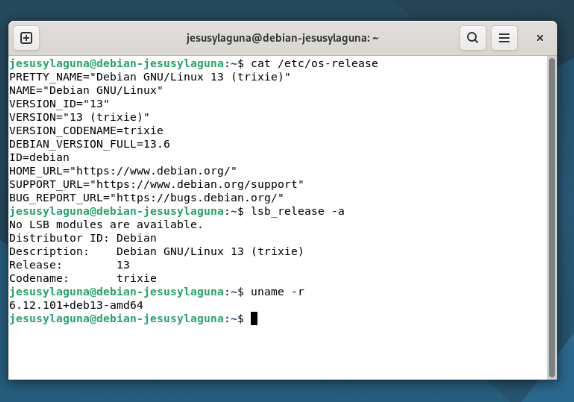 jesusylaguna@debian-jesusylaguna: ~
jesusylaguna@debian-jesusylaguna:~$ cat /etc/os-release
PRETTY_NAME="Debian GNU/Linux 13 (trixie)"
NAME="Debian GNU/Linux"
VERSION_ID="13"
VERSION="13 (trixie)"
VERSION_CODENAME=trixie
DEBIAN_VERSION_FULL=13.6
ID=debian
HOME_URL="https://www.debian.org/"
SUPPORT_URL="https://www.debian.org/support"
BUG_REPORT_URL="https://bugs.debian.org/"
jesusylaguna@debian-jesusylaguna:~$ lsb_release -a
No LSB modules are available.
Distributor ID: Debian
Description:    Debian GNU/Linux 13 (trixie)
Release:        13
Codename:       trixie
jesusylaguna@debian-jesusylaguna:~$ uname -r
6.12.101+deb13-amd64
jesusylaguna@debian-jesusylaguna:~$